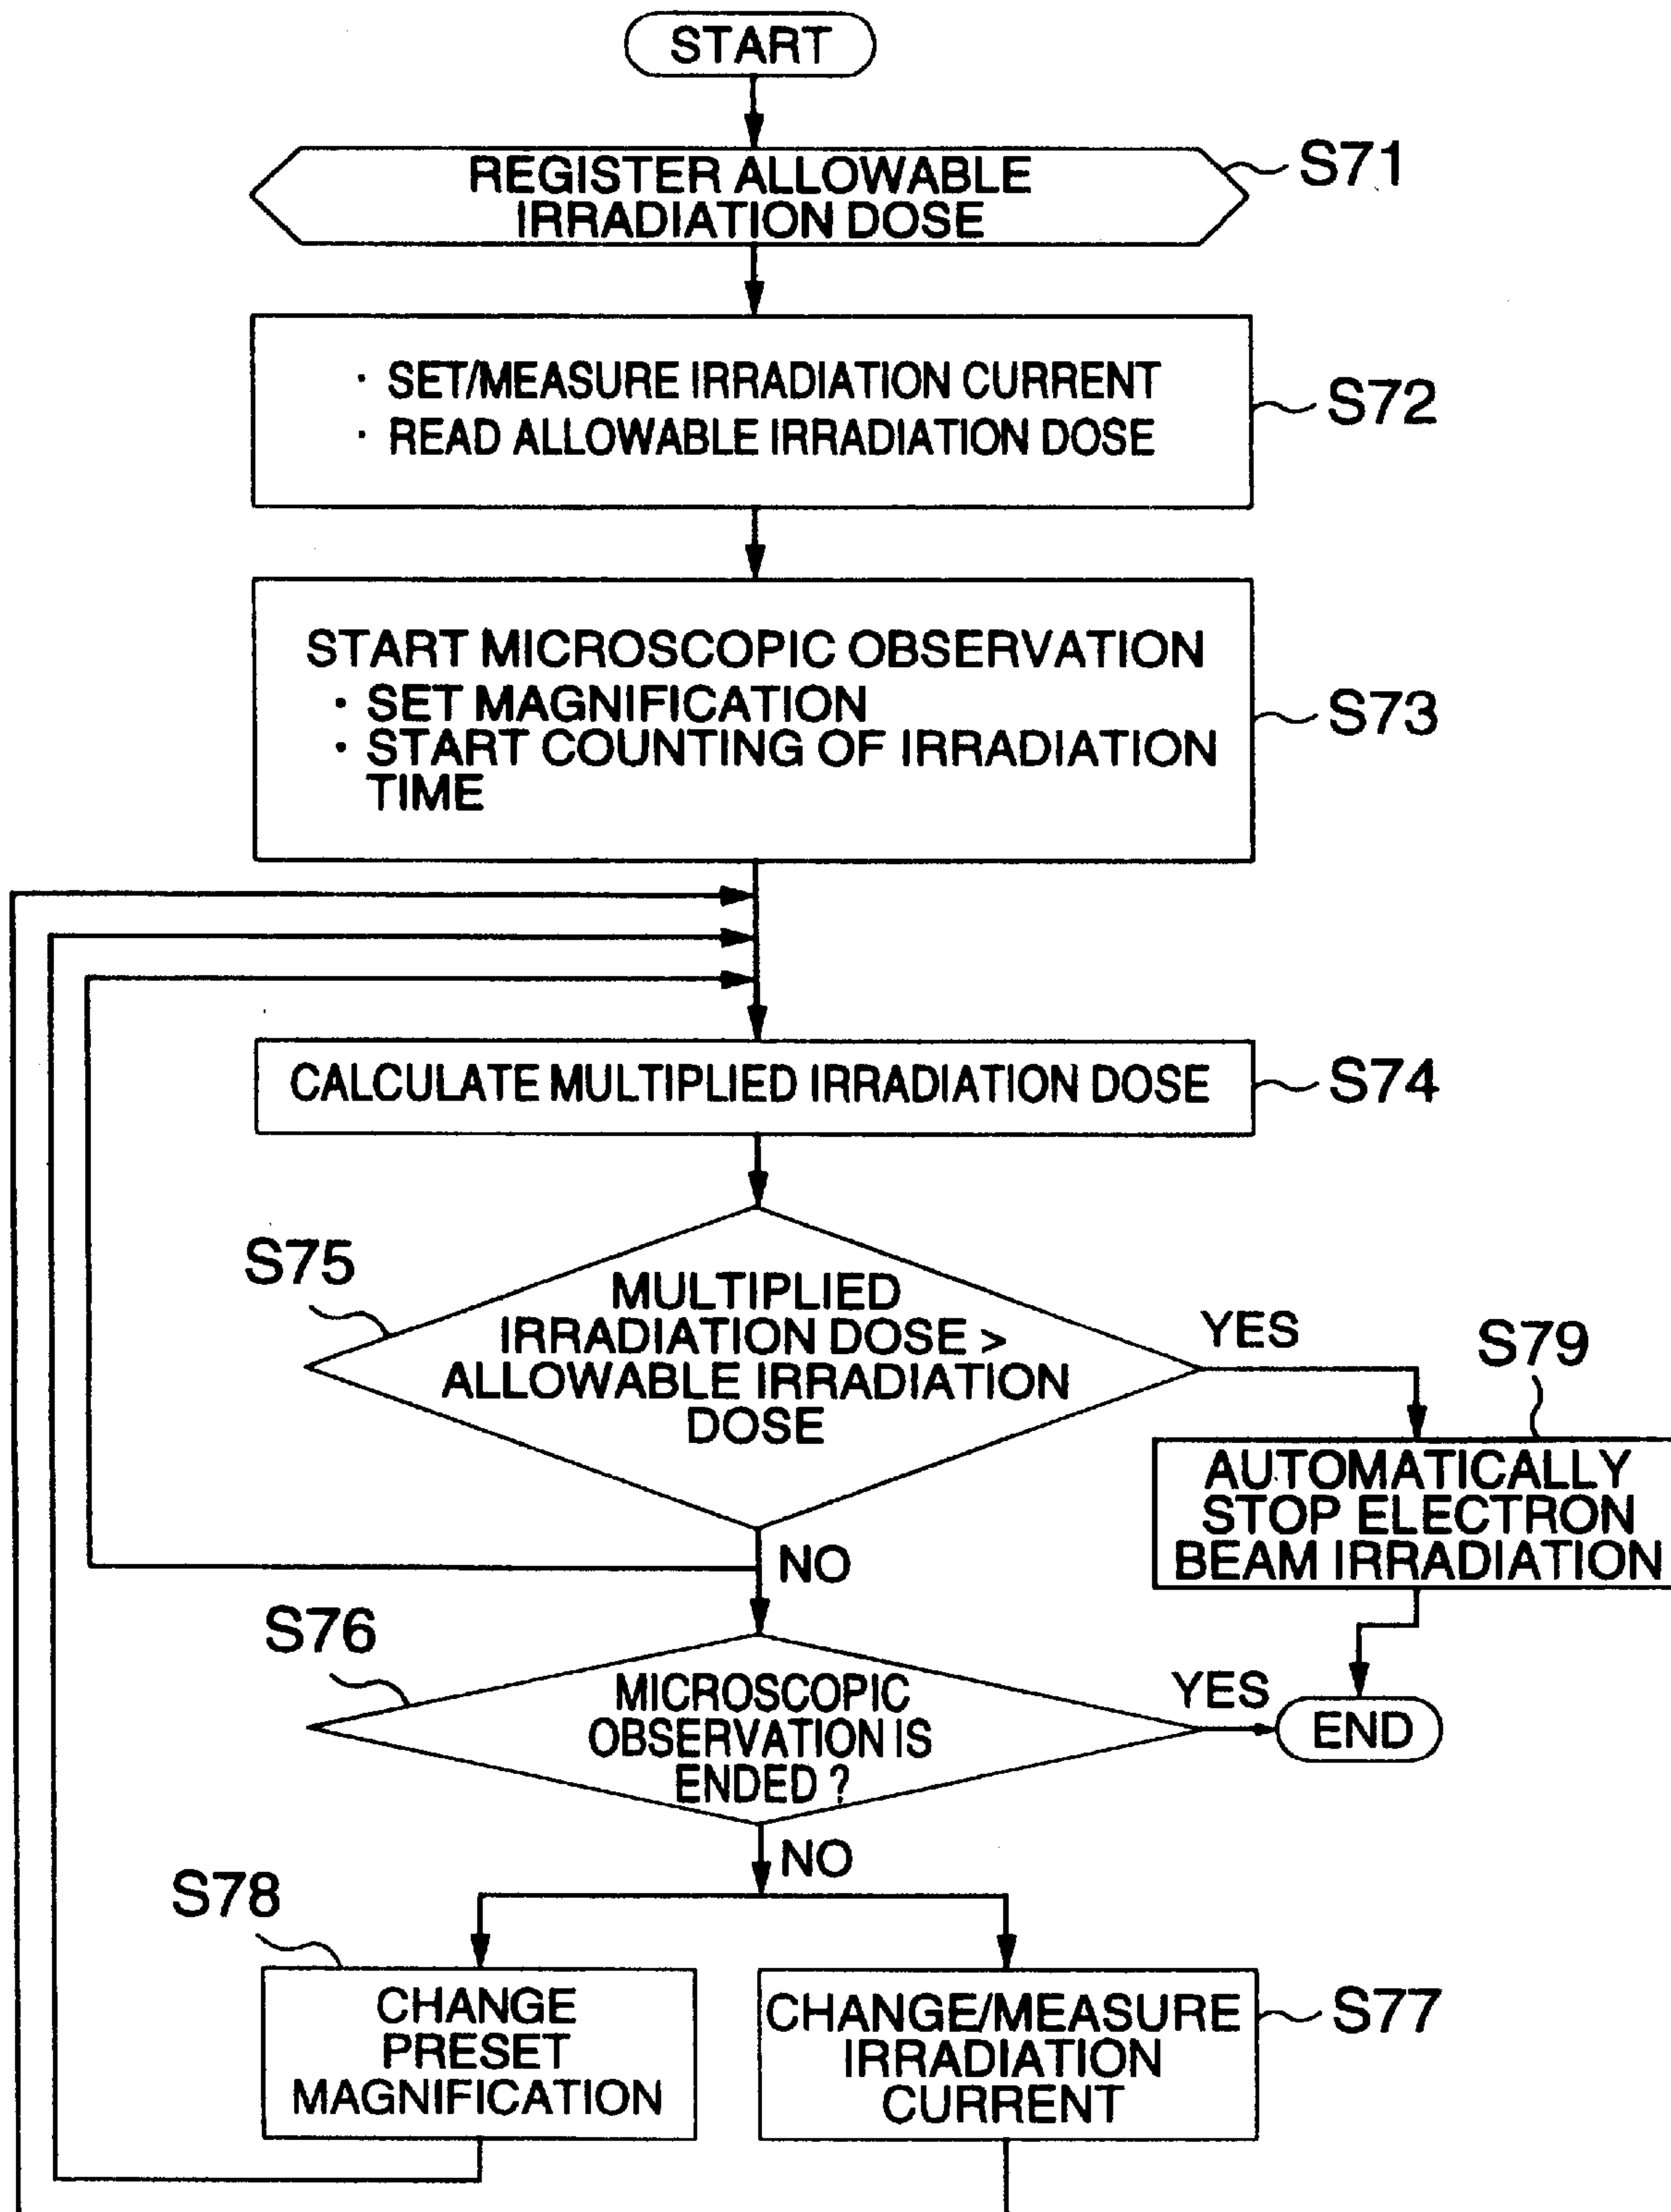 START
REGISTER ALLOWABLE
IRRADIATION DOSE
S71
· SET/MEASURE IRRADIATION CURRENT
· READ ALLOWABLE IRRADIATION DOSE
S72
START MICROSCOPIC OBSERVATION
· SET MAGNIFICATION
· START COUNTING OF IRRADIATION
TIME
S73
CALCULATE MULTIPLIED IRRADIATION DOSE
S74
S75
MULTIPLIED
IRRADIATION DOSE >
ALLOWABLE IRRADIATION
DOSE
YES
S79
AUTOMATICALLY
STOP ELECTRON
BEAM IRRADIATION
NO
S76
MICROSCOPIC
OBSERVATION IS
ENDED ?
YES
END
NO
S78
CHANGE
PRESET
MAGNIFICATION
CHANGE/MEASURE
IRRADIATION
CURRENT
S77